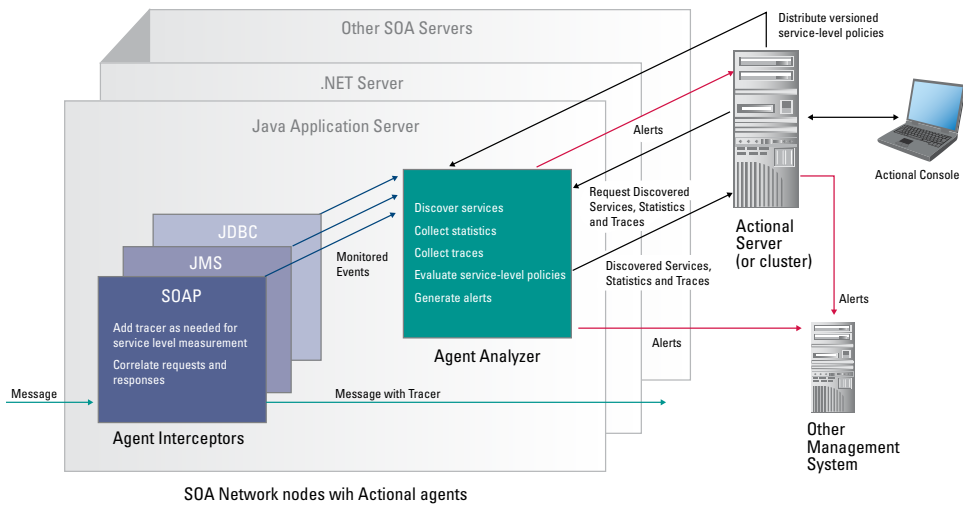 Other SOA Servers
.NET Server
Java Application Server
Distribute versioned
service-level policies
Alerts
Actional Console
JDBC
JMS
SOAP
Add tracer as needed for
service level measurement
Correlate requests and
responses
Monitored
Events
Discover services
Collect statistics
Collect traces
Evaluate service-level policies
Generate alerts
Request Discovered
Services, Statistics
and Traces
Actional
Server
(or cluster)
Discovered Services,
Statistics and Traces
Alerts
Agent Analyzer
Alerts
Message
Message with Tracer
Agent Interceptors
Other
Management
System
SOA Network nodes wih Actional agents